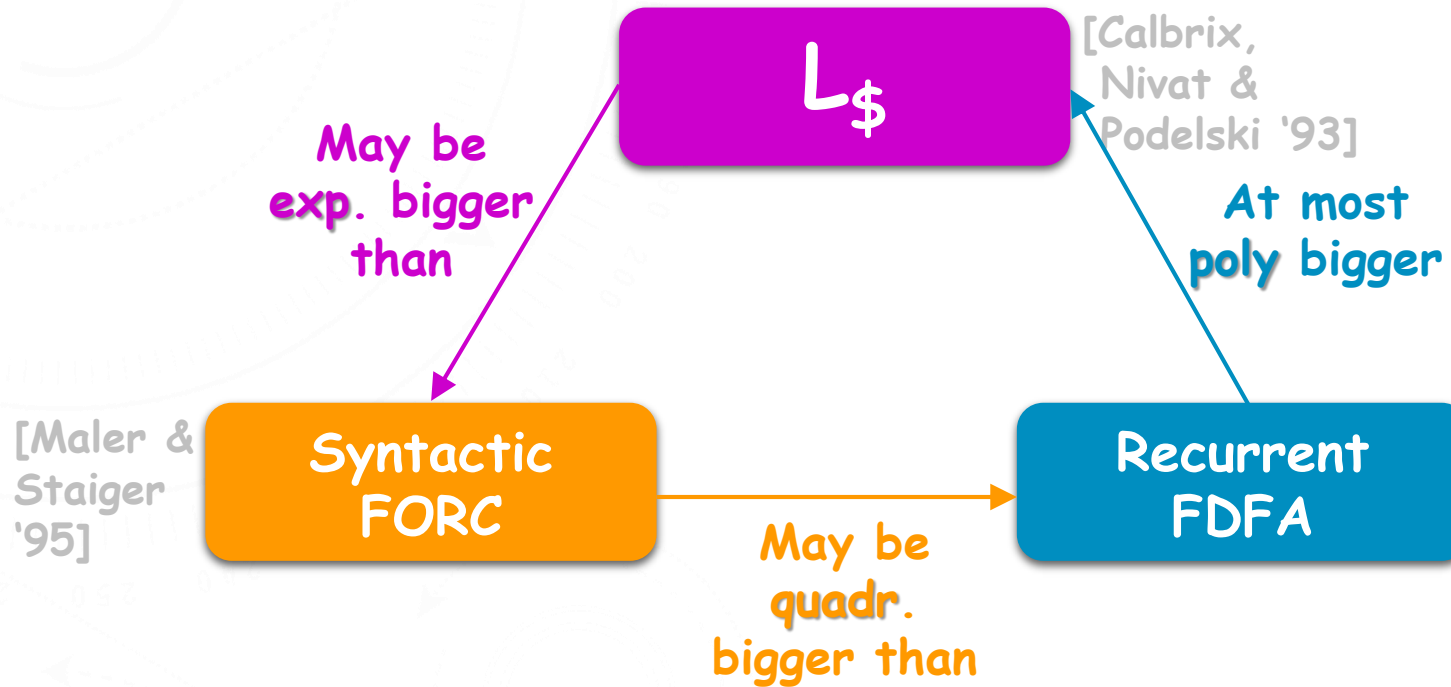 L$
[Calbrix,
Nivat &
Podelski ‘93]
May be
exp. bigger
than
At most
poly bigger
[Maler &
Staiger
‘95]
Syntactic
FORC
May be
quadr.
bigger than
Recurrent
FDFA